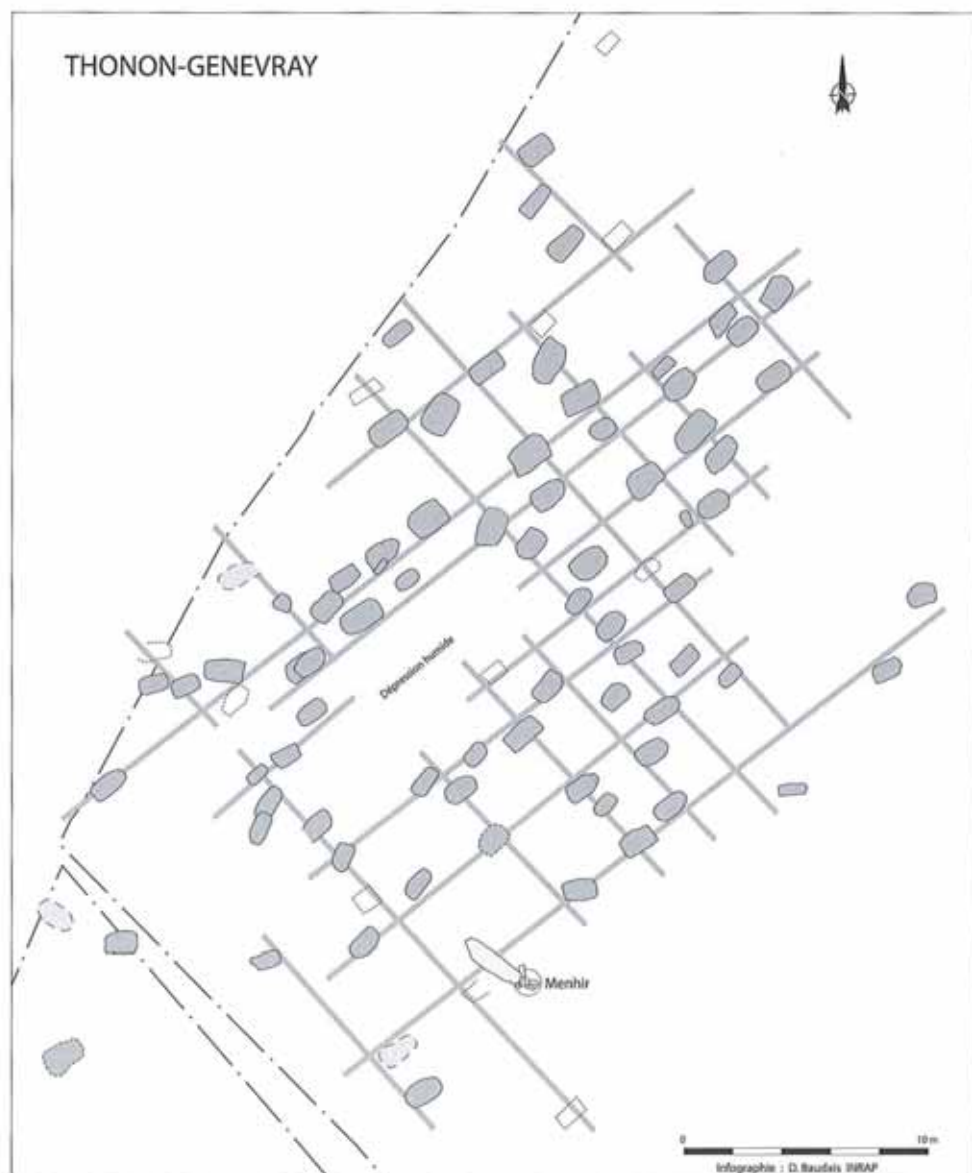 THONON-GENEVRAY
Dépression humide
Menhir
0 10 m
Infographie : D. Baudais INRAP